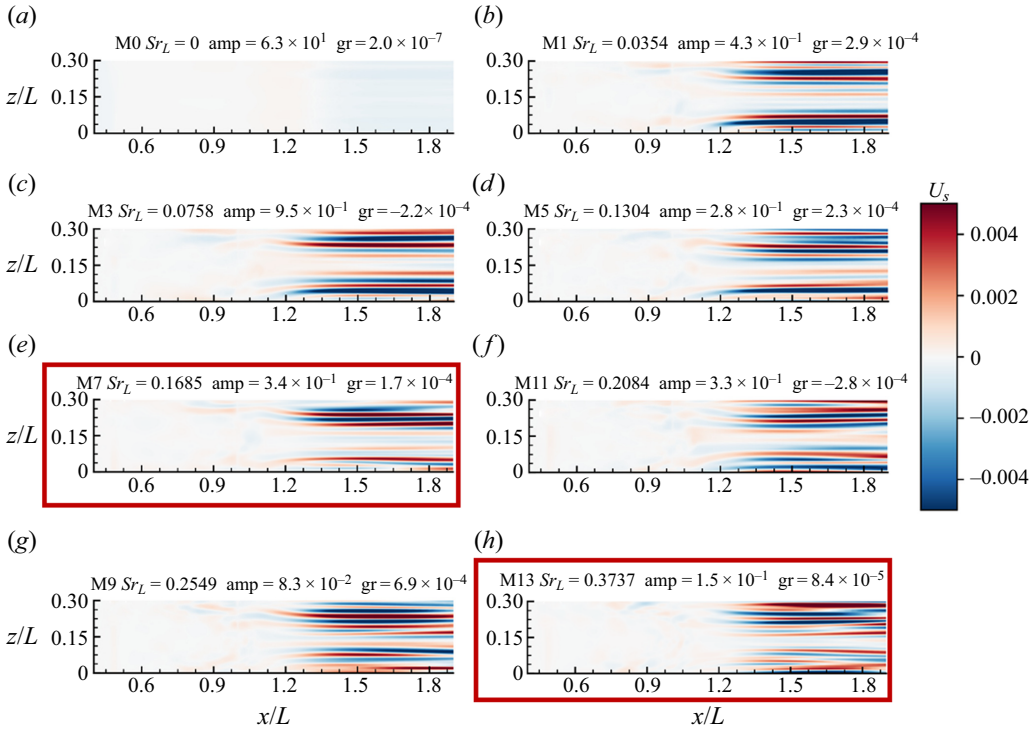 (a)
(b)
M0 Sr_L = 0 amp = 6.3 × 10^1 gr = 2.0 × 10^–7
M1 Sr_L = 0.0354 amp = 4.3 × 10^–1 gr = 2.9 × 10^–4
0.30
0.30
z/L 0.15
0.15
0
0
0.6 0.9 1.2 1.5 1.8
0.6 0.9 1.2 1.5 1.8
(c)
(d)
U_s
M3 Sr_L = 0.0758 amp = 9.5 × 10^–1 gr = –2.2 × 10^–4
M5 Sr_L = 0.1304 amp = 2.8 × 10^–1 gr = 2.3 × 10^–4
0.30
0.30
z/L 0.15
0.15
0
0
0.6 0.9 1.2 1.5 1.8
0.6 0.9 1.2 1.5 1.8
0.004
0.002
0
–0.002
–0.004
(e)
(f)
M7 Sr_L = 0.1685 amp = 3.4 × 10^–1 gr = 1.7 × 10^–4
M11 Sr_L = 0.2084 amp = 3.3 × 10^–1 gr = –2.8 × 10^–4
0.30
0.30
z/L 0.15
0.15
0
0
0.6 0.9 1.2 1.5 1.8
0.6 0.9 1.2 1.5 1.8
(g)
(h)
M9 Sr_L = 0.2549 amp = 8.3 × 10^–2 gr = 6.9 × 10^–4
M13 Sr_L = 0.3737 amp = 1.5 × 10^–1 gr = 8.4 × 10^–5
0.30
0.30
z/L 0.15
0.15
0
0
0.6 0.9 1.2 1.5 1.8
0.6 0.9 1.2 1.5 1.8
x/L
x/L